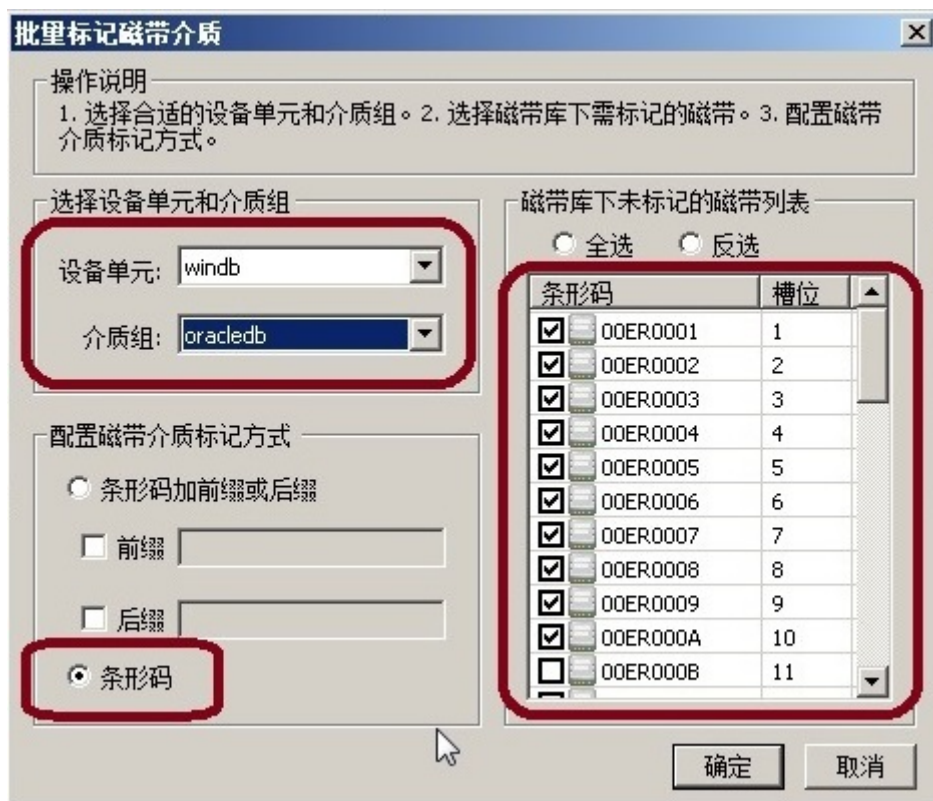 批里标记磁带介质
操作说明
1. 选择合适的设备单元和介质组。2. 选择磁带库下需标记的磁带。3. 配置磁带
介质标记方式。
选择设备单元和介质组
设备单元: windb
介质组: oracledb
配置磁带介质标记方式
条形码加前缀或后缀
前缀
后缀
条形码
磁带库下未标记的磁带列表
全选 反选
条形码 槽位
00ER0001 1
00ER0002 2
00ER0003 3
00ER0004 4
00ER0005 5
00ER0006 6
00ER0007 7
00ER0008 8
00ER0009 9
00ER000A 10
00ER000B 11
确定 取消